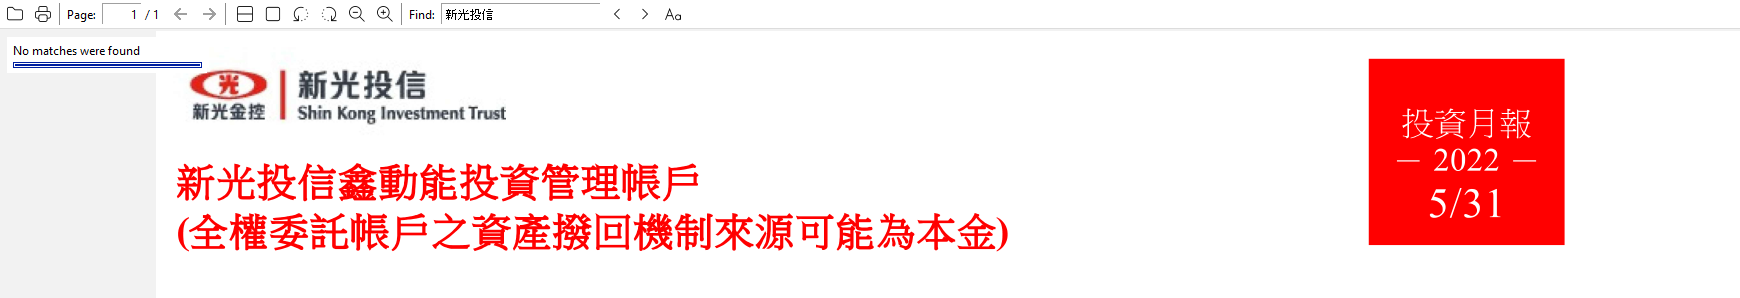 Page: 1 / 1 Find: 新光投信 Aa
No matches were found
光
新光金控
新光投信
Shin Kong Investment Trust
投資月報
— 2022 —
5/31
新光投信鑫動能投資管理帳戶
(全權委託帳戶之資產撥回機制來源可能為本金)